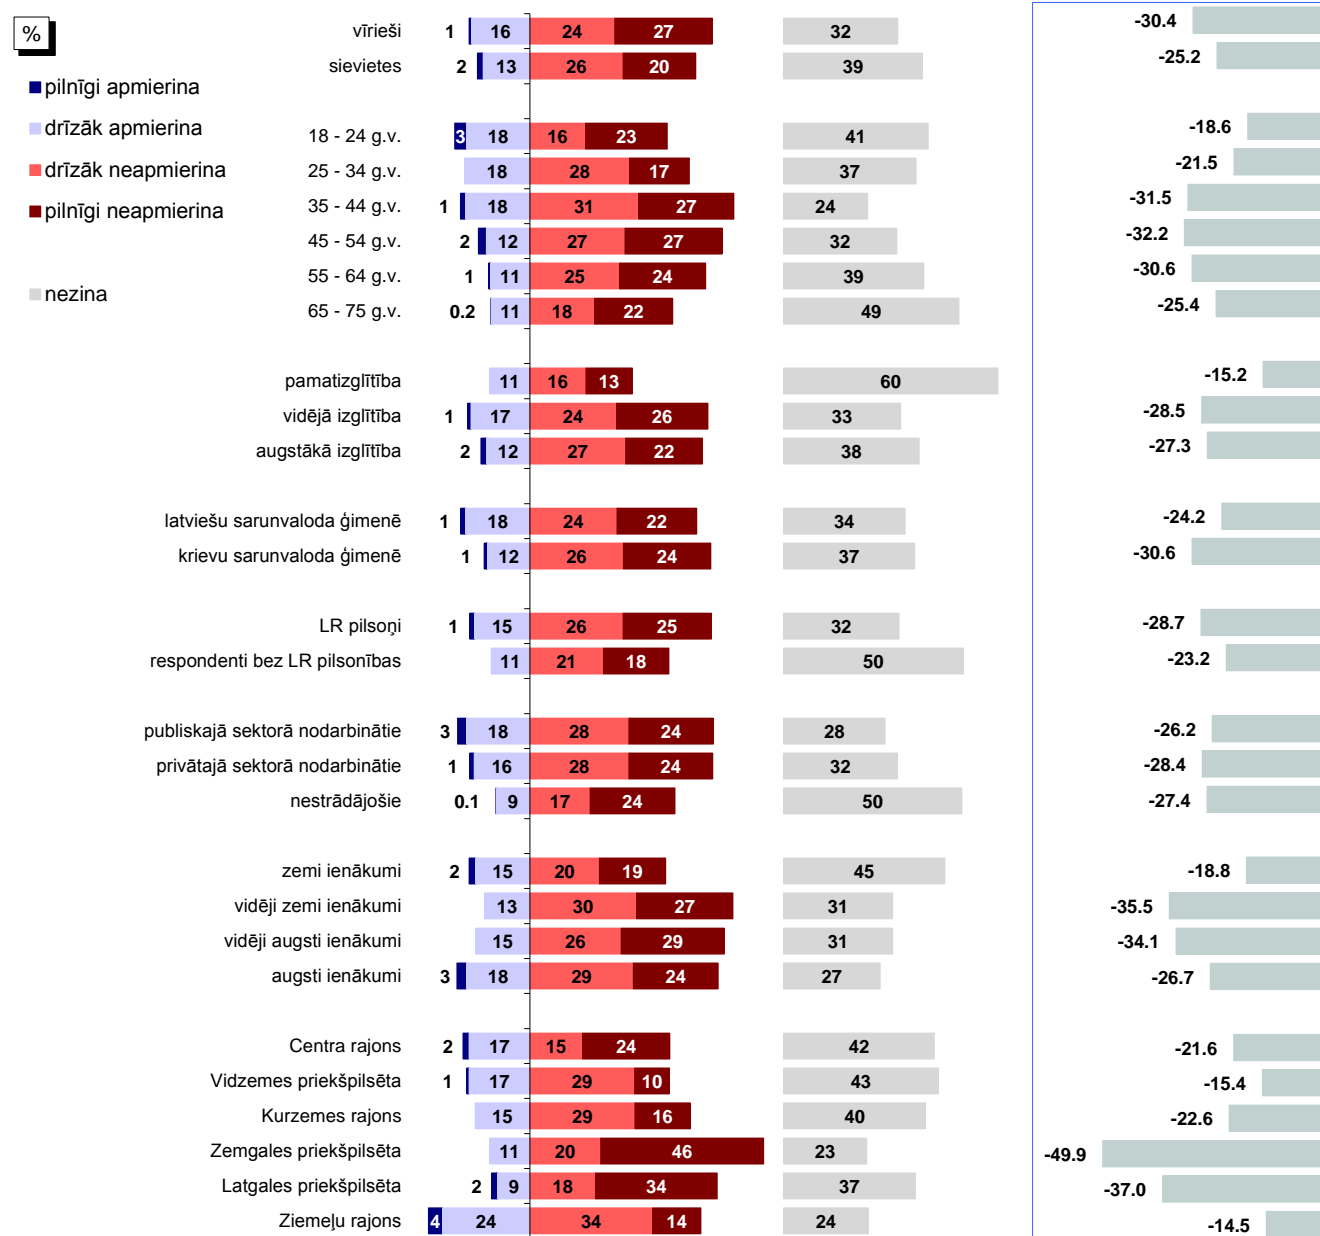 %
pilnīgi apmierina
drīzāk apmierina
drīzāk neapmierina
pilnīgi neapmierina
nezina
vīrieši 1 16 24 27 32 -30.4
sievietes 2 13 26 20 39 -25.2
18 - 24 g.v. 3 18 16 23 41 -18.6
25 - 34 g.v. 18 28 17 37 -21.5
35 - 44 g.v. 1 18 31 27 24 -31.5
45 - 54 g.v. 2 12 27 27 32 -32.2
55 - 64 g.v. 1 11 25 24 39 -30.6
65 - 75 g.v. 0.2 11 18 22 49 -25.4
pamatizglītība 11 16 13 60 -15.2
vidējā izglītība 1 17 24 26 33 -28.5
augstākā izglītība 2 12 27 22 38 -27.3
latviešu sarunvaloda ģimenē 1 18 24 22 34 -24.2
krievu sarunvaloda ģimenē 1 12 26 24 37 -30.6
LR pilsoņi 1 15 26 25 32 -28.7
respondenti bez LR pilsonības 11 21 18 50 -23.2
publiskajā sektorā nodarbinātie 3 18 28 24 28 -26.2
privātajā sektorā nodarbinātie 1 16 28 24 32 -28.4
nestrādājošie 0.1 9 17 24 50 -27.4
zemi ienākumi 2 15 20 19 45 -18.8
vidēji zemi ienākumi 13 30 27 31 -35.5
vidēji augsti ienākumi 15 26 29 31 -34.1
augsti ienākumi 3 18 29 24 27 -26.7
Centra rajons 2 17 15 24 42 -21.6
Vidzemes priekšpilsēta 1 17 29 10 43 -15.4
Kurzemes rajons 15 29 16 40 -22.6
Zemgales priekšpilsēta 11 20 46 23 -49.9
Latgales priekšpilsēta 2 9 18 34 37 -37.0
Ziemeļu rajons 4 24 34 14 24 -14.5